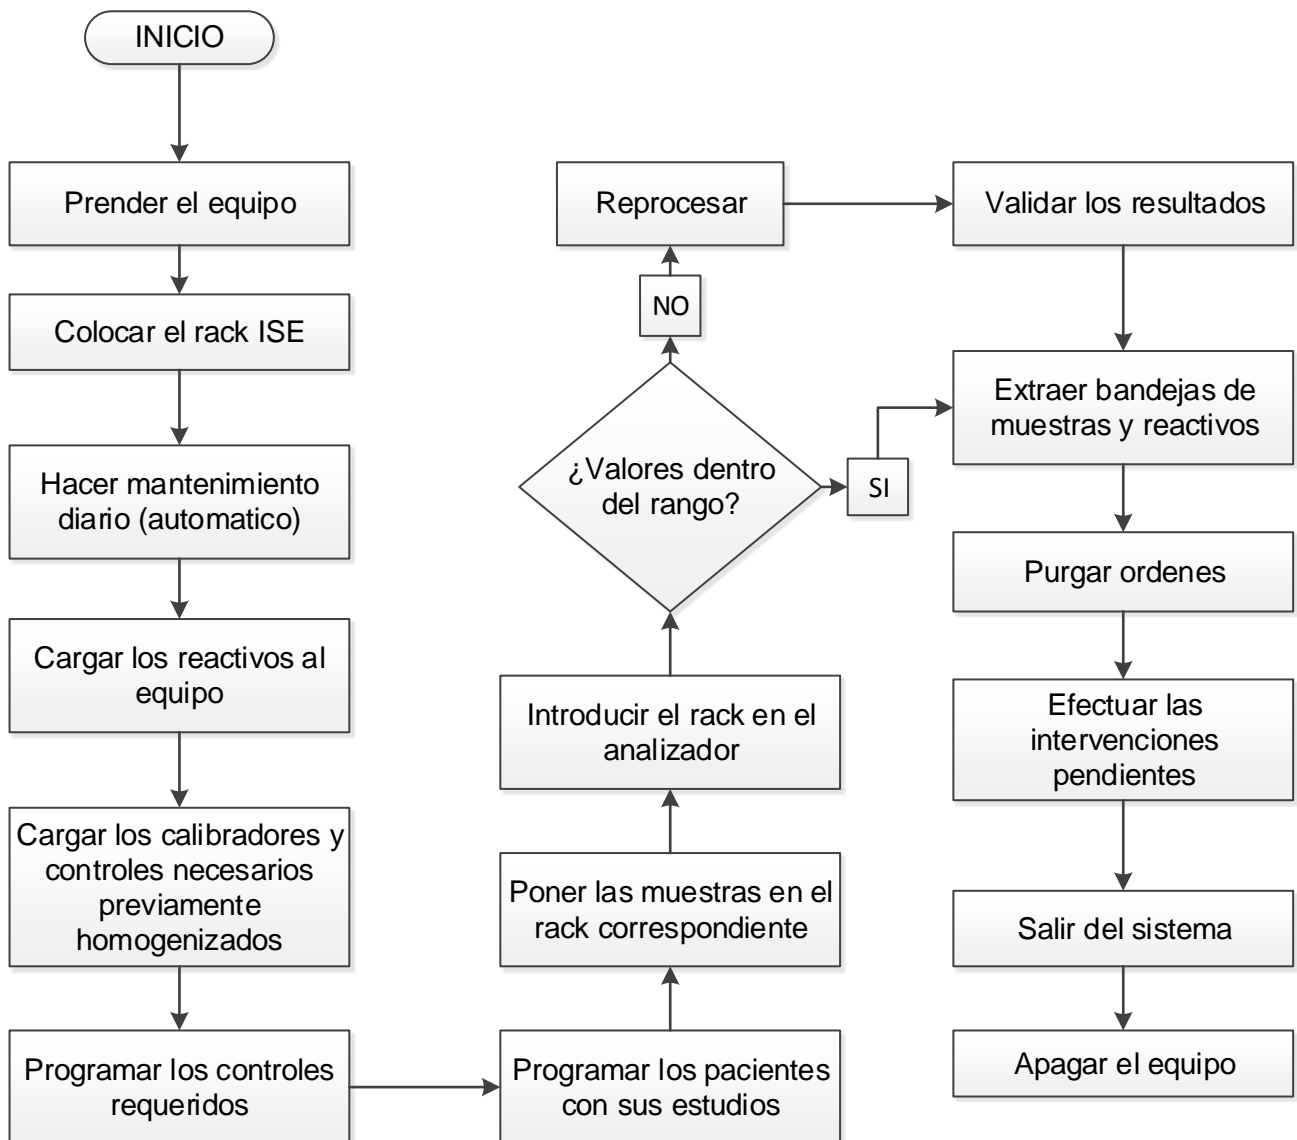 INICIO
Prender el equipo
Colocar el rack ISE
Hacer mantenimiento
diario (automatico)
Cargar los reactivos al
equipo
Cargar los calibradores y
controles necesarios
previamente
homogenizados
Programar los controles
requeridos
Programar los pacientes
con sus estudios
Poner las muestras en el
rack correspondiente
Introducir el rack en el
analizador
¿Valores dentro
del rango?
NO
Reprocesar
SI
Validar los resultados
Extraer bandejas de
muestras y reactivos
Purgar ordenes
Efectuar las
intervenciones
pendientes
Salir del sistema
Apagar el equipo